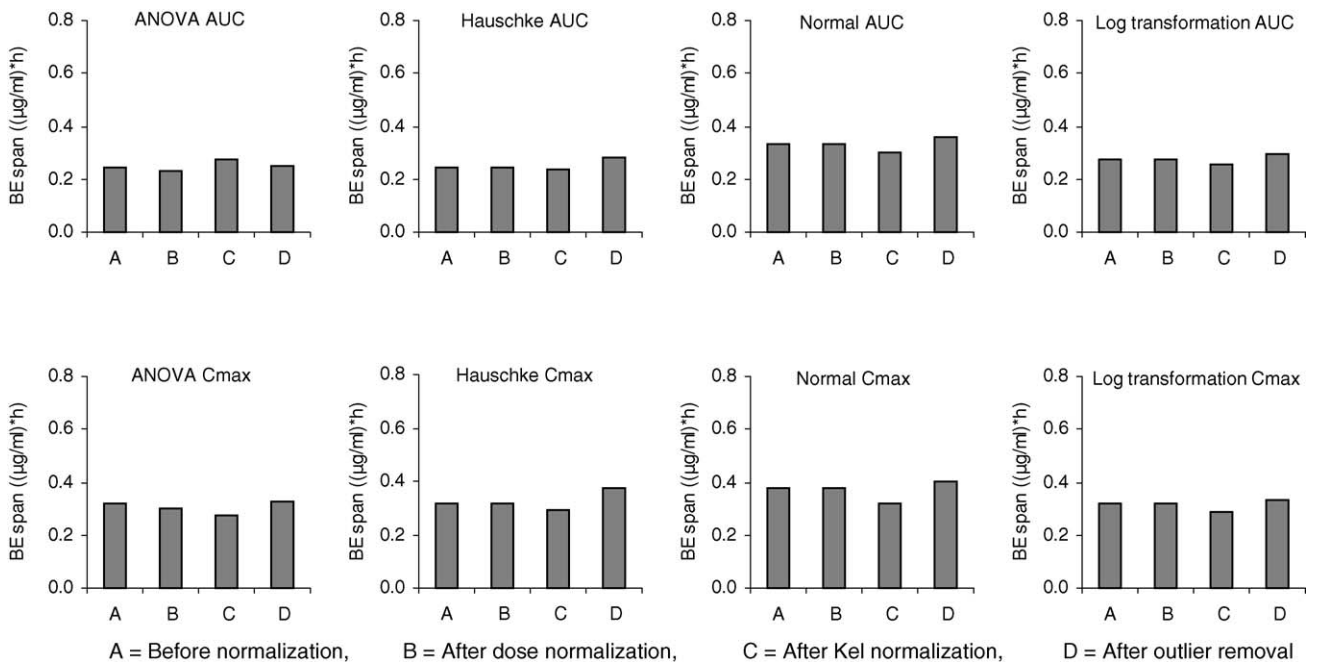 ANOVA AUC
BE span ((µg/ml)*h)
0.8
0.6
0.4
0.2
0.0
A B C D
Hauschke AUC
BE span ((µg/ml)*h)
0.8
0.6
0.4
0.2
0.0
A B C D
Normal AUC
BE span ((µg/ml)*h)
0.8
0.6
0.4
0.2
0.0
A B C D
Log transformation AUC
BE span ((µg/ml)*h)
0.8
0.6
0.4
0.2
0.0
A B C D
ANOVA Cmax
BE span ((µg/ml)*h)
0.8
0.6
0.4
0.2
0.0
A B C D
Hauschke Cmax
BE span ((µg/ml)*h)
0.8
0.6
0.4
0.2
0.0
A B C D
Normal Cmax
BE span ((µg/ml)*h)
0.8
0.6
0.4
0.2
0.0
A B C D
Log transformation Cmax
BE span ((µg/ml)*h)
0.8
0.6
0.4
0.2
0.0
A B C D
A = Before normalization, B = After dose normalization, C = After Kel normalization, D = After outlier removal